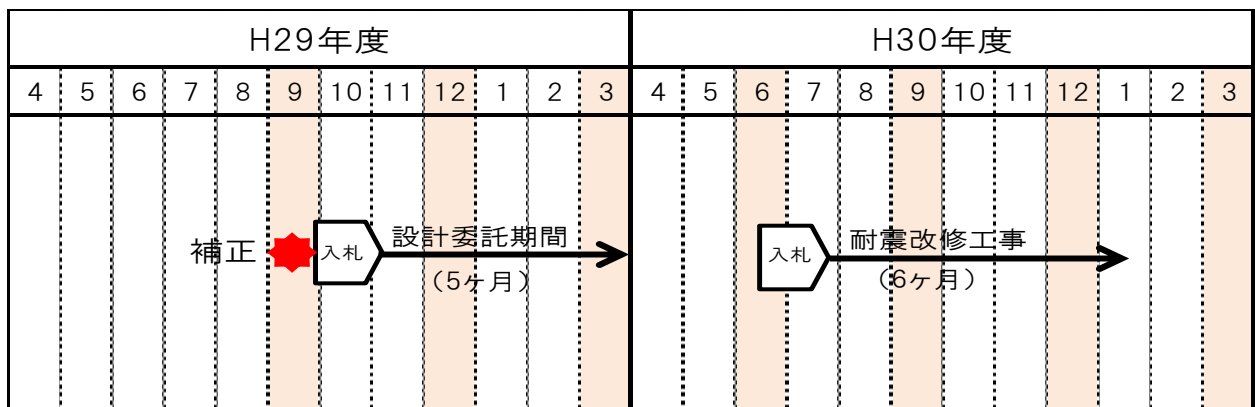 H29年度 H30年度
4 5 6 7 8 9 10 11 12 1 2 3 4 5 6 7 8 9 10 11 12 1 2 3
補正 入札 設計委託期間 入札 耐震改修工事
（5ヶ月） （6ヶ月）